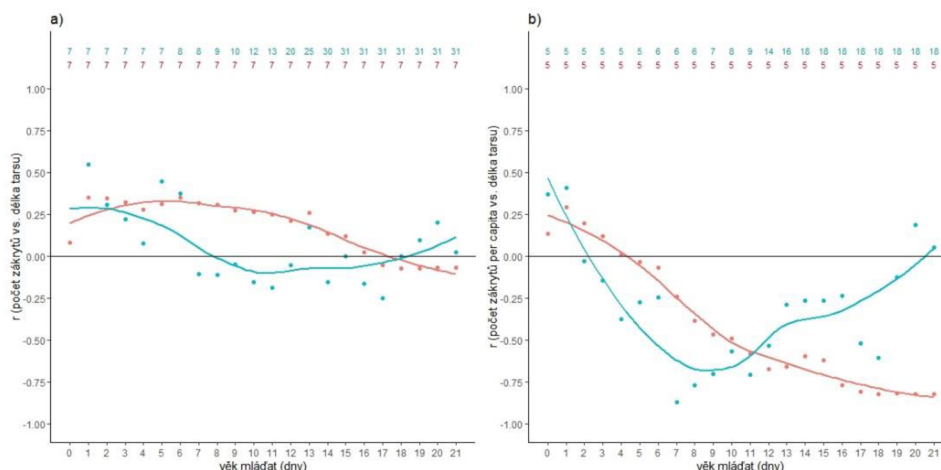 a)
7 7 7 7 7 7 8 8 9 10 12 13 20 25 30 31 31 31 31 31 31 31
7 7 7 7 7 7 7 7 7 7 7 7 7 7 7 7 7 7 7 7 7 7
1.00
0.75
0.50
0.25
0.00
-0.25
-0.50
-0.75
-1.00
r (počet zákrytů vs. délka tarsu)
0 1 2 3 4 5 6 7 8 9 10 11 12 13 14 15 16 17 18 19 20 21
věk mláďat (dny)
b)
5 5 5 5 5 6 6 6 7 8 9 14 16 18 18 18 18 18 18 18 18
5 5 5 5 5 5 5 5 5 5 5 5 5 5 5 5 5 5 5 5 5 5
1.00
0.75
0.50
0.25
0.00
-0.25
-0.50
-0.75
-1.00
r (počet zákrytů per capita vs. délka tarsu)
0 1 2 3 4 5 6 7 8 9 10 11 12 13 14 15 16 17 18 19 20 21
věk mláďat (dny)